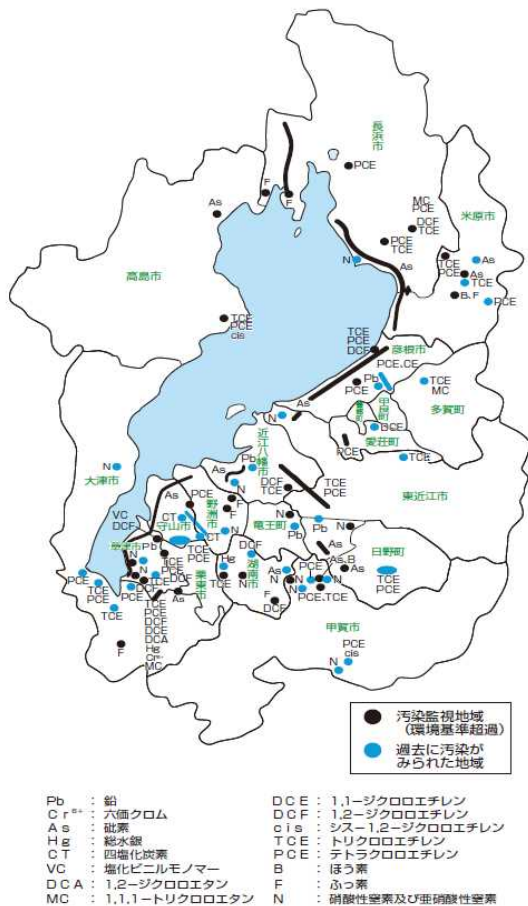 長浜市
PCE
F
F
As
MC
PCE
DCF
TCE
米原市
PCE
TCE
As
N
As
TCE
PCE
As
TCE
B、F
PCE
高島市
TCE
PCE
cis
TCE
PCE
DCF
彦根市
PCE、CE
Pb
PCE
TCE
MC
甲良町
多賀町
As
N
DCE
愛荘町
PCE
TCE
近江八幡市
Pb
N
大津市
As
As
N
DCF
TCE
TCE
PCE
東近江市
PCE
野洲市
F
F
VC
DCF
CT
守山市
CT
N
竜王町
N
Pb
Pb
N
草津市
Pb
N
N
TCE
PCE
TCE
PCE
DCF
栗東市
Hg
TCE
DCF
N
湖南市
PCE
As、B
As
日野町
TCE
PCE
As
N
N
N
N
PCE、TCE
PCE
TCE
PCE
TCE
N
TCE
DCF
PCE
As
F
DCF
甲賀市
TCE
PCE
DCF
DCF
DCE
DCA
Hg
Cr⁶⁺
MC
F
PCE
cis
N
汚染監視地域
（環境基準超過）
過去に汚染が
みられた地域
Pb ： 鉛
Cr⁶⁺ ： 六価クロム
As ： 砒素
Hg ： 総水銀
CT ： 四塩化炭素
VC ： 塩化ビニルモノマー
DCA ： 1,2-ジクロロエタン
MC ： 1,1,1-トリクロロエタン
DCE ： 1,1-ジクロロエチレン
DCF ： 1,2-ジクロロエチレン
cis ： シス-1,2-ジクロロエチレン
TCE ： トリクロロエチレン
PCE ： テトラクロロエチレン
B ： ほう素
F ： ふっ素
N ： 硝酸性窒素及び亜硝酸性窒素